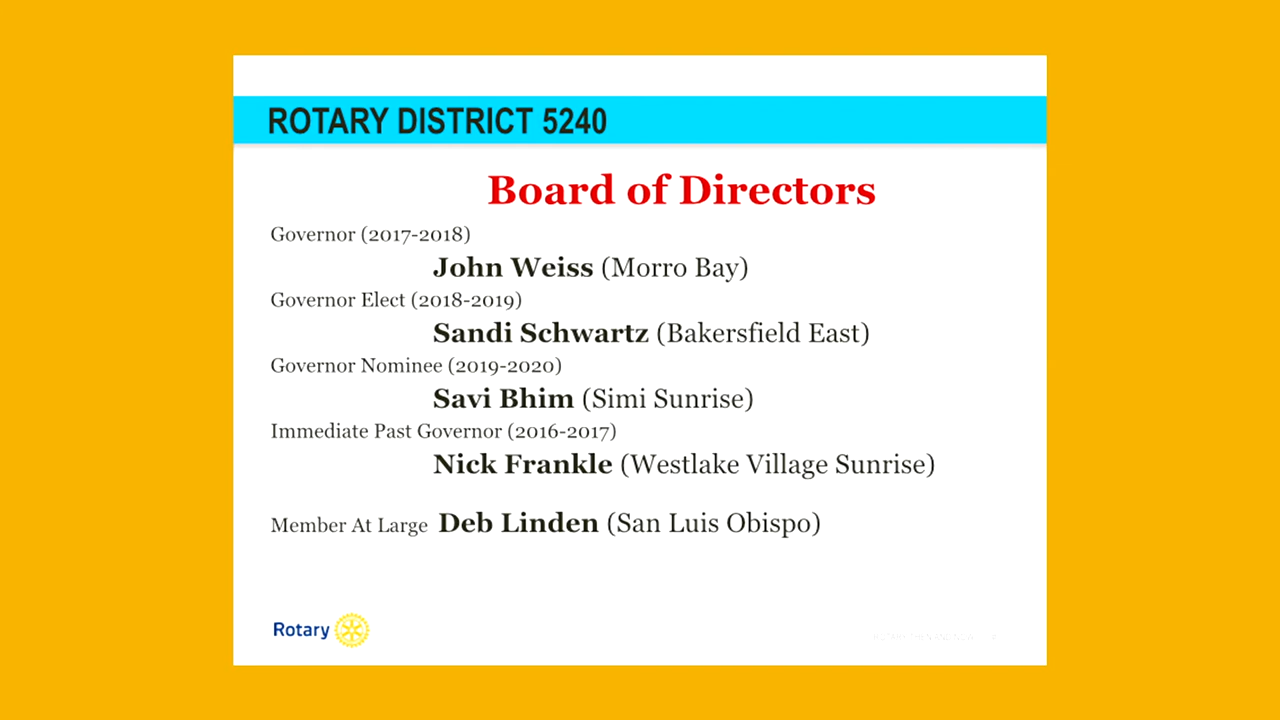 ROTARY DISTRICT 5240
Board of Directors
Governor (2017-2018)
John Weiss (Morro Bay)
Governor Elect (2018-2019)
Sandi Schwartz (Bakersfield East)
Governor Nominee (2019-2020)
Savi Bhim (Simi Sunrise)
Immediate Past Governor (2016-2017)
Nick Frankle (Westlake Village Sunrise)
Member At Large Deb Linden (San Luis Obispo)
Rotary